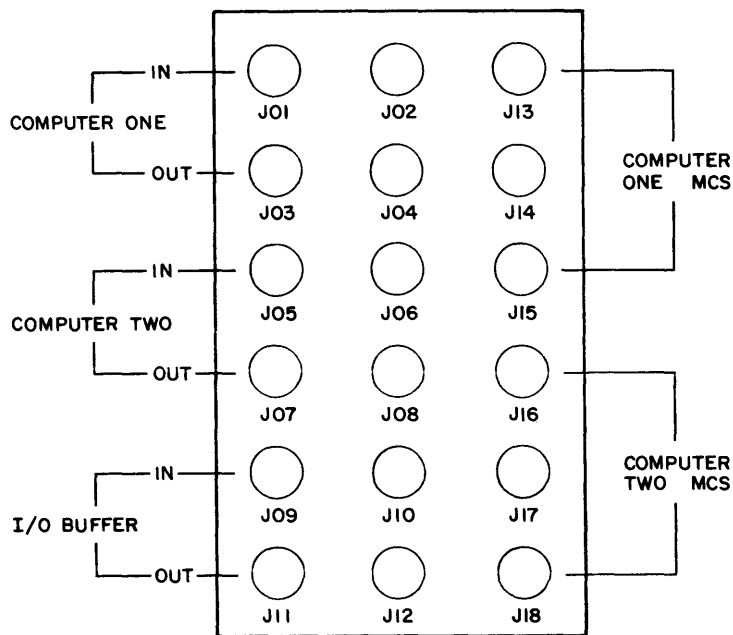 IN
J01 J02 J13
COMPUTER ONE
COMPUTER
ONE MCS
OUT
J03 J04 J14
IN
J05 J06 J15
COMPUTER TWO
OUT
J07 J08 J16
IN
COMPUTER
TWO MCS
J09 J10 J17
I/O BUFFER
OUT
J11 J12 J18